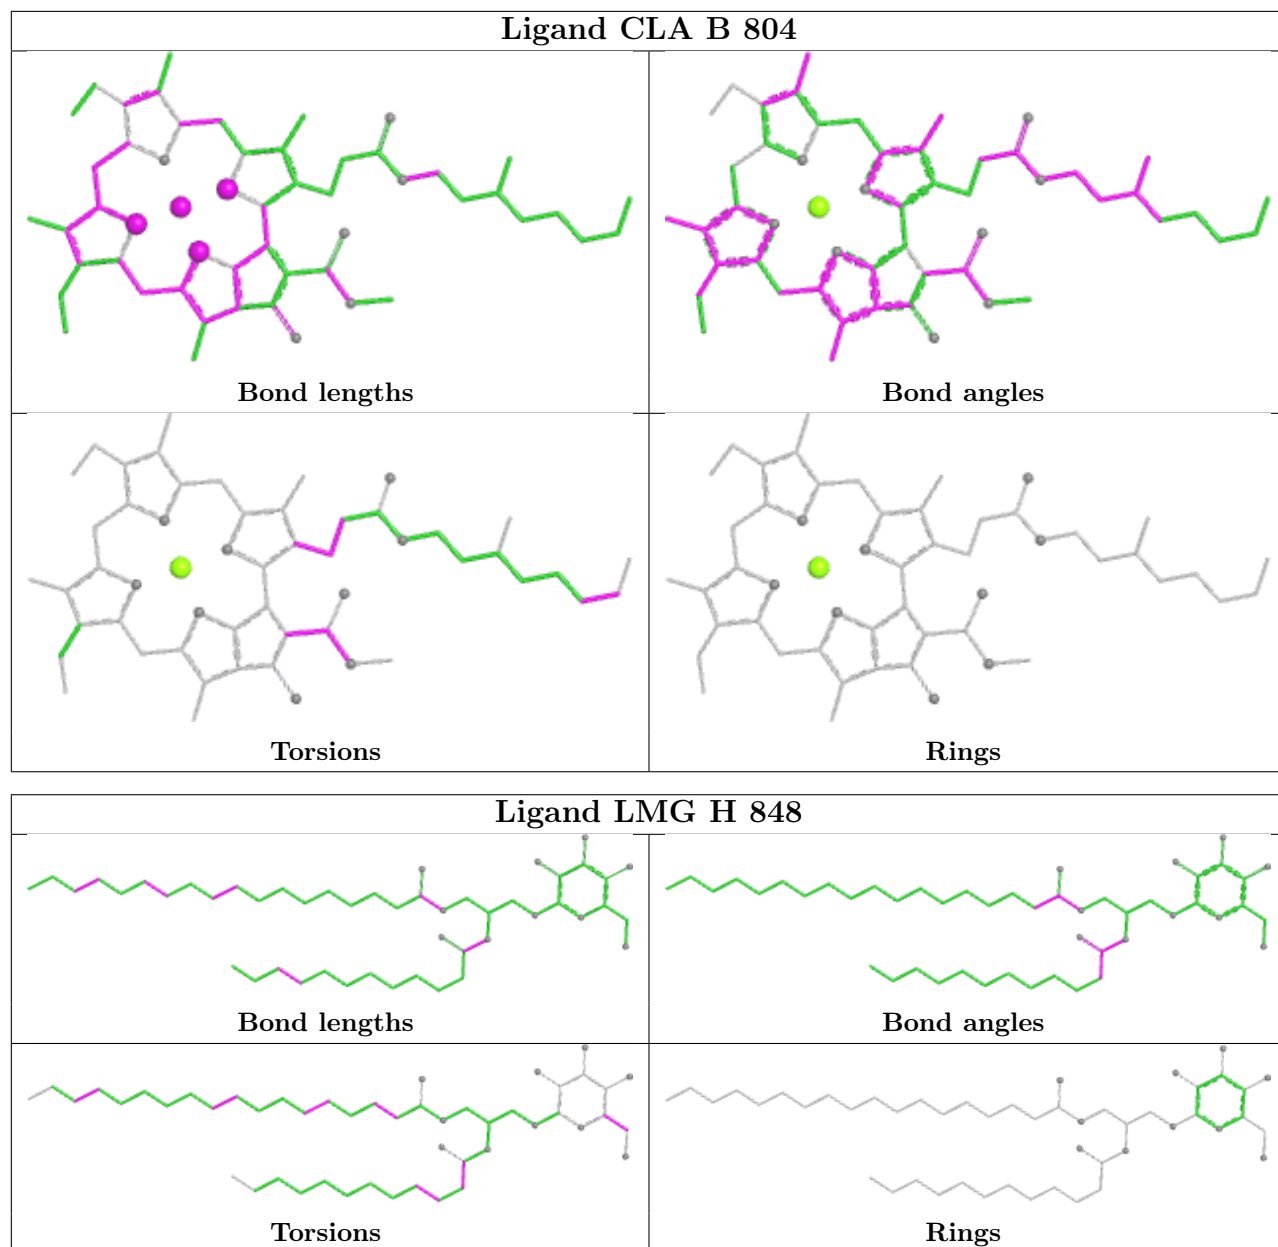 Ligand CLA B 804
Bond lengths
Bond angles
Torsions
Rings
Ligand LMG H 848
Bond lengths
Bond angles
Torsions
Rings